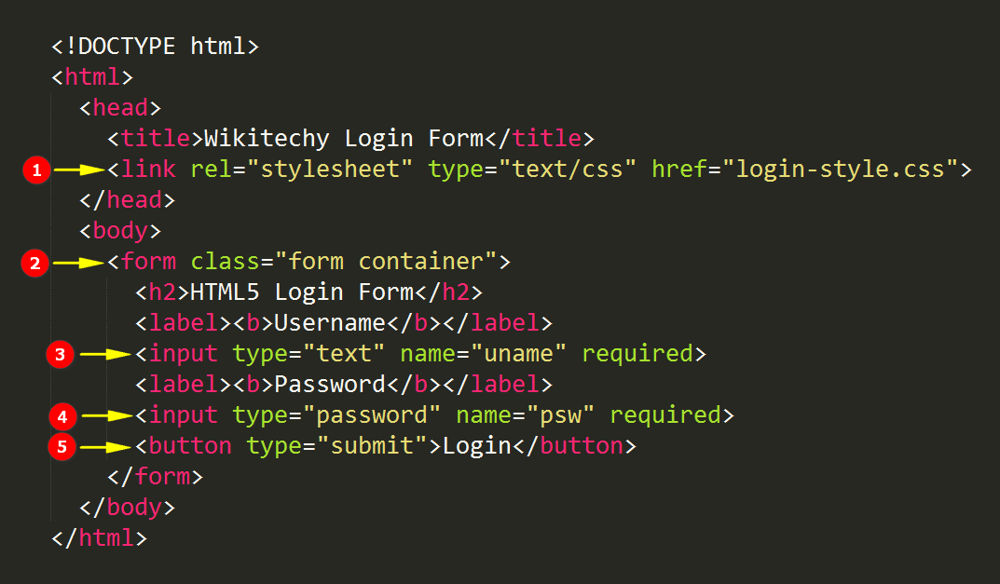 <!DOCTYPE html>
<html>
<head>
<title>Wikitechy Login Form</title>
1 <link rel="stylesheet" type="text/css" href="login-style.css">
</head>
<body>
2 <form class="form container">
<h2>HTML5 Login Form</h2>
<label><b>Username</b></label>
3 <input type="text" name="uname" required>
<label><b>Password</b></label>
4 <input type="password" name="psw" required>
5 <button type="submit">Login</button>
</form>
</body>
</html>